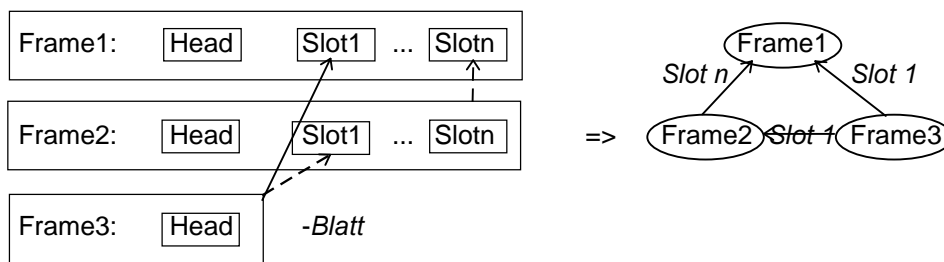 Frame1: Head Slot1 ... Slotn
Frame2: Head Slot1 ... Slotn
Frame3: Head -Blatt
=>
Frame1
Slot n Slot 1
Frame2 Slot 1 Frame3